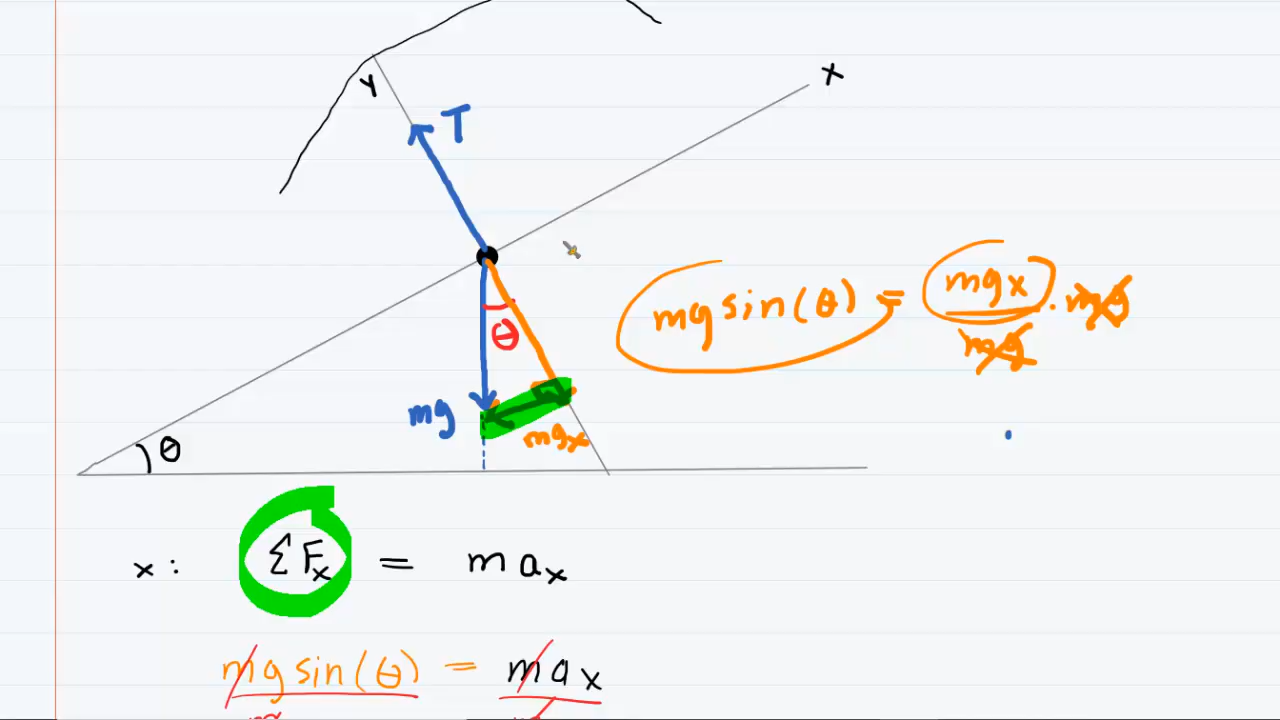 Y
x
T
mg sin(θ) = mgx/mg · mg
θ
mg
mgx
θ
x: ΣFx = max
mg sin(θ) = max